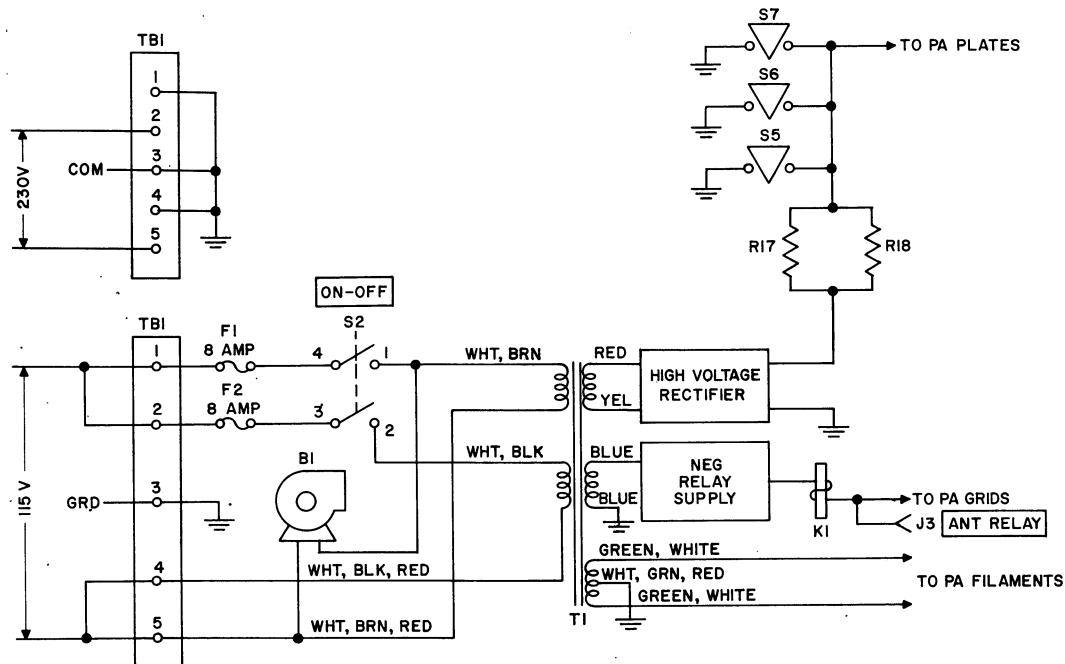 S7
TO PA PLATES
S6
S5
R17
R18
TB1
1
2
3
4
5
COM
230V
ON-OFF
S2
TB1
1
2
3
4
5
F1
8 AMP
F2
8 AMP
4
1
3
2
115 V
GRD
B1
WHT, BRN
WHT, BLK
WHT, BLK, RED
WHT, BRN, RED
RED
YEL
HIGH VOLTAGE
RECTIFIER
BLUE
BLUE
NEG
RELAY
SUPPLY
K1
TO PA GRIDS
J3
ANT RELAY
GREEN, WHITE
WHT, GRN, RED
GREEN, WHITE
TO PA FILAMENTS
T1